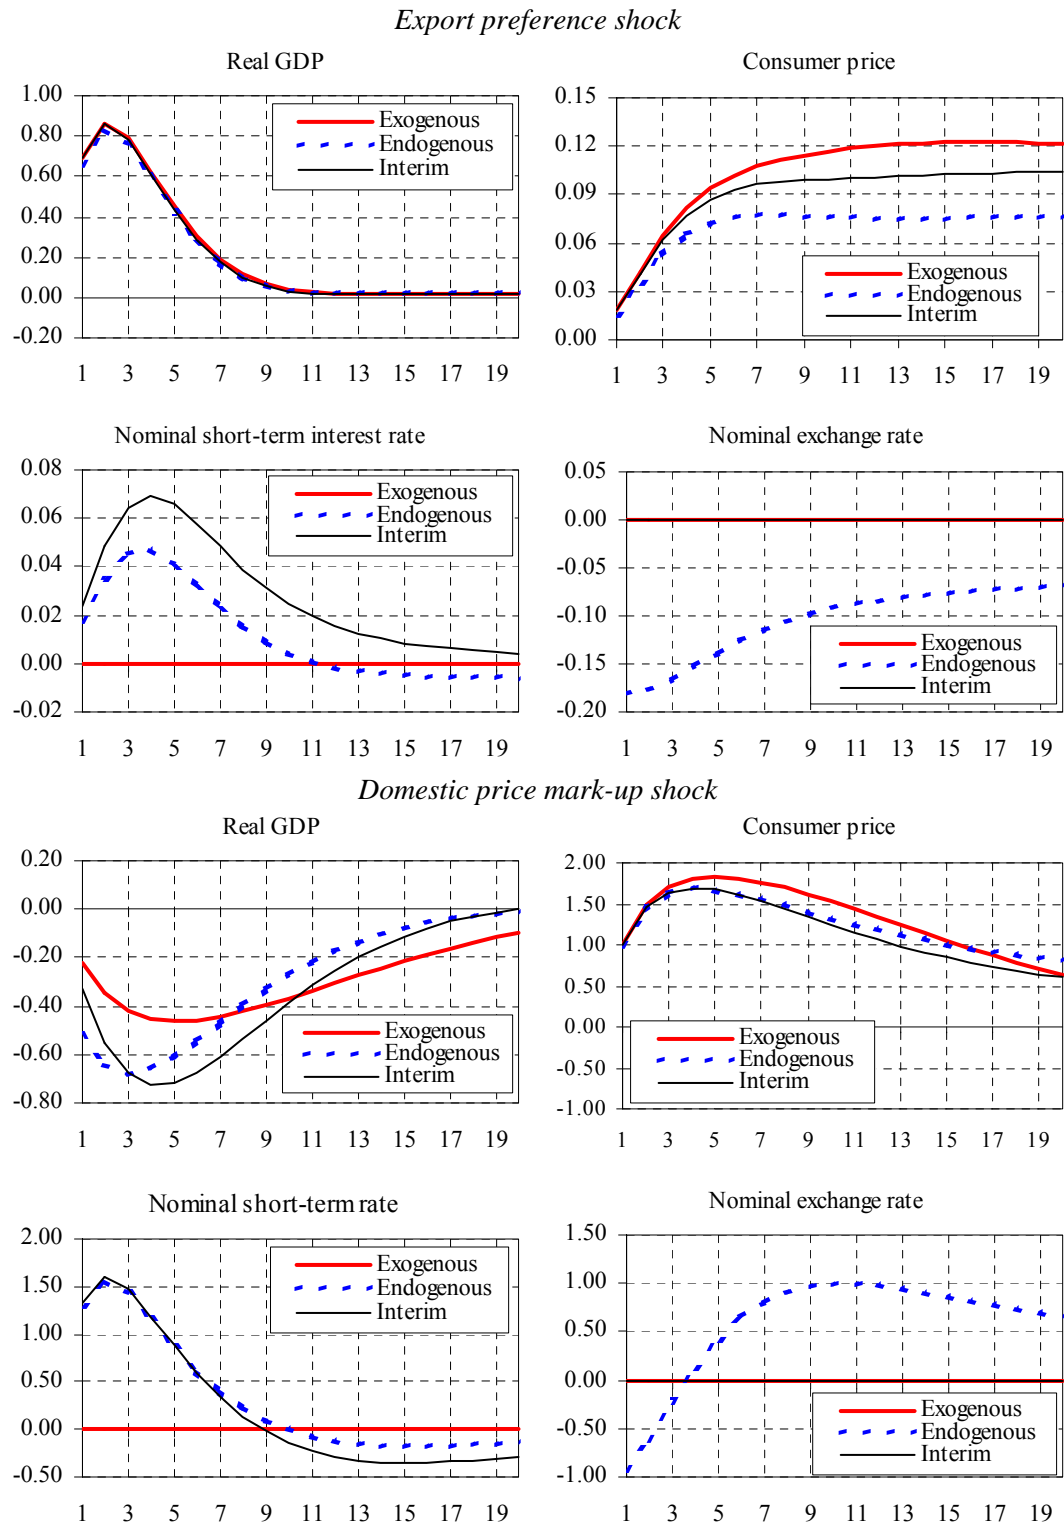 Export preference shock
Real GDP
1.00
0.80
0.60
0.40
0.20
0.00
-0.20
Exogenous
Endogenous
Interim
1 3 5 7 9 11 13 15 17 19
Consumer price
0.15
0.12
0.09
0.06
0.03
0.00
Exogenous
Endogenous
Interim
1 3 5 7 9 11 13 15 17 19
Nominal short-term interest rate
0.08
0.06
0.04
0.02
0.00
-0.02
Exogenous
Endogenous
Interim
1 3 5 7 9 11 13 15 17 19
Nominal exchange rate
0.05
0.00
-0.05
-0.10
-0.15
-0.20
Exogenous
Endogenous
Interim
1 3 5 7 9 11 13 15 17 19
Domestic price mark-up shock
Real GDP
0.20
0.00
-0.20
-0.40
-0.60
-0.80
Exogenous
Endogenous
Interim
1 3 5 7 9 11 13 15 17 19
Consumer price
2.00
1.50
1.00
0.50
0.00
-0.50
-1.00
Exogenous
Endogenous
Interim
1 3 5 7 9 11 13 15 17 19
Nominal short-term rate
2.00
1.50
1.00
0.50
0.00
-0.50
Exogenous
Endogenous
Interim
1 3 5 7 9 11 13 15 17 19
Nominal exchange rate
1.50
1.00
0.50
0.00
-0.50
-1.00
Exogenous
Endogenous
Interim
1 3 5 7 9 11 13 15 17 19